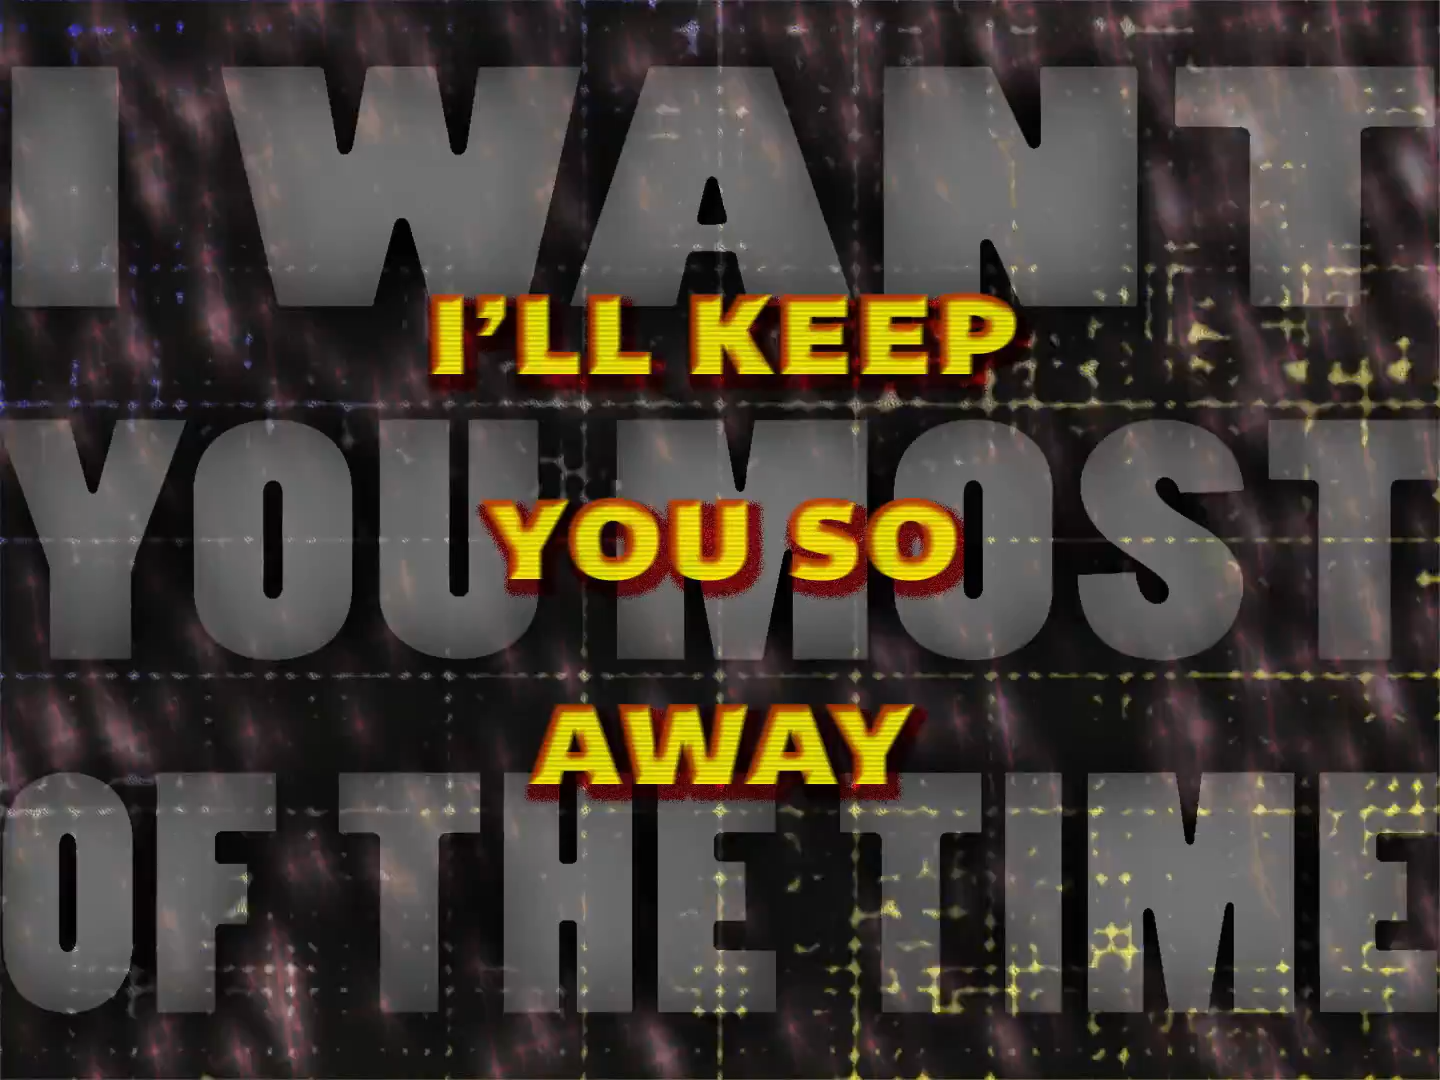 I WANT
I'LL KEEP
YOU MOST
YOU SO
AWAY
OF THE TIME